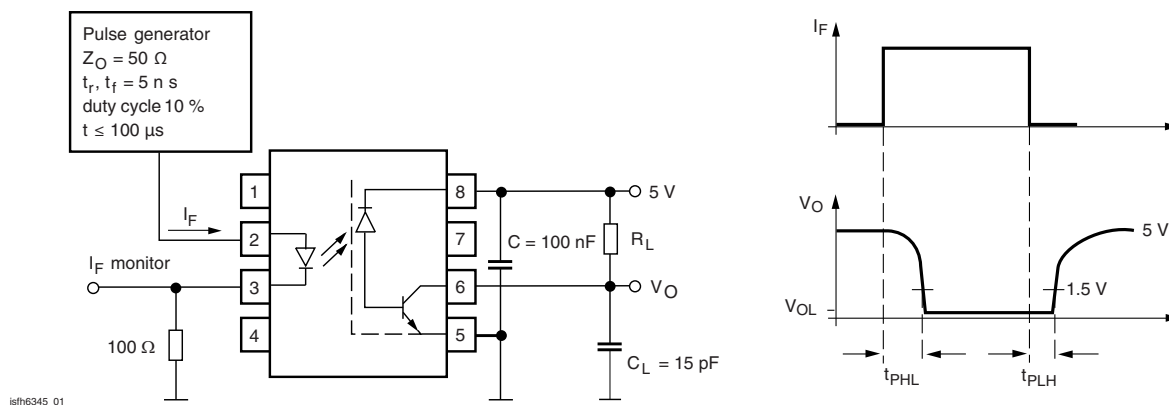 Pulse generator
Z_O = 50 Ω
t_r, t_f = 5 n s
duty cycle 10 %
t ≤ 100 µs
I_F
I_F monitor
100 Ω
1
2
3
4
8
7
6
5
C = 100 nF
5 V
R_L
V_O
C_L = 15 pF
I_F
V_O
5 V
1.5 V
V_OL
t_PHL
t_PLH
isfh6345_01